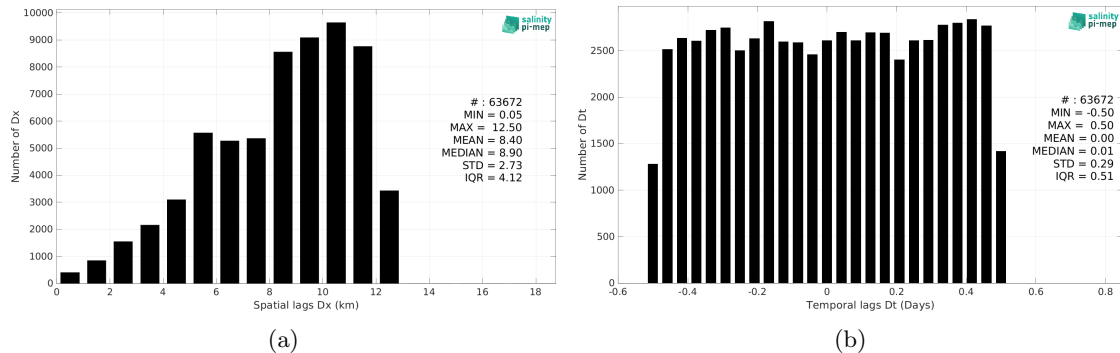 10000
9000
8000
7000
6000
5000
4000
3000
2000
1000
0
Number of Dx
0 2 4 6 8 10 12 14 16 18
Spatial lags Dx (km)
salinity
pi-mep
# : 63672
MIN = 0.05
MAX = 12.50
MEAN = 8.40
MEDIAN = 8.90
STD = 2.73
IQR = 4.12
(a)
2500
2000
1500
1000
500
0
Number of Dt
-0.6 -0.4 -0.2 0 0.2 0.4 0.6 0.8
Temporal lags Dt (Days)
salinity
pi-mep
# : 63672
MIN = -0.50
MAX = 0.50
MEAN = 0.00
MEDIAN = 0.01
STD = 0.29
IQR = 0.51
(b)